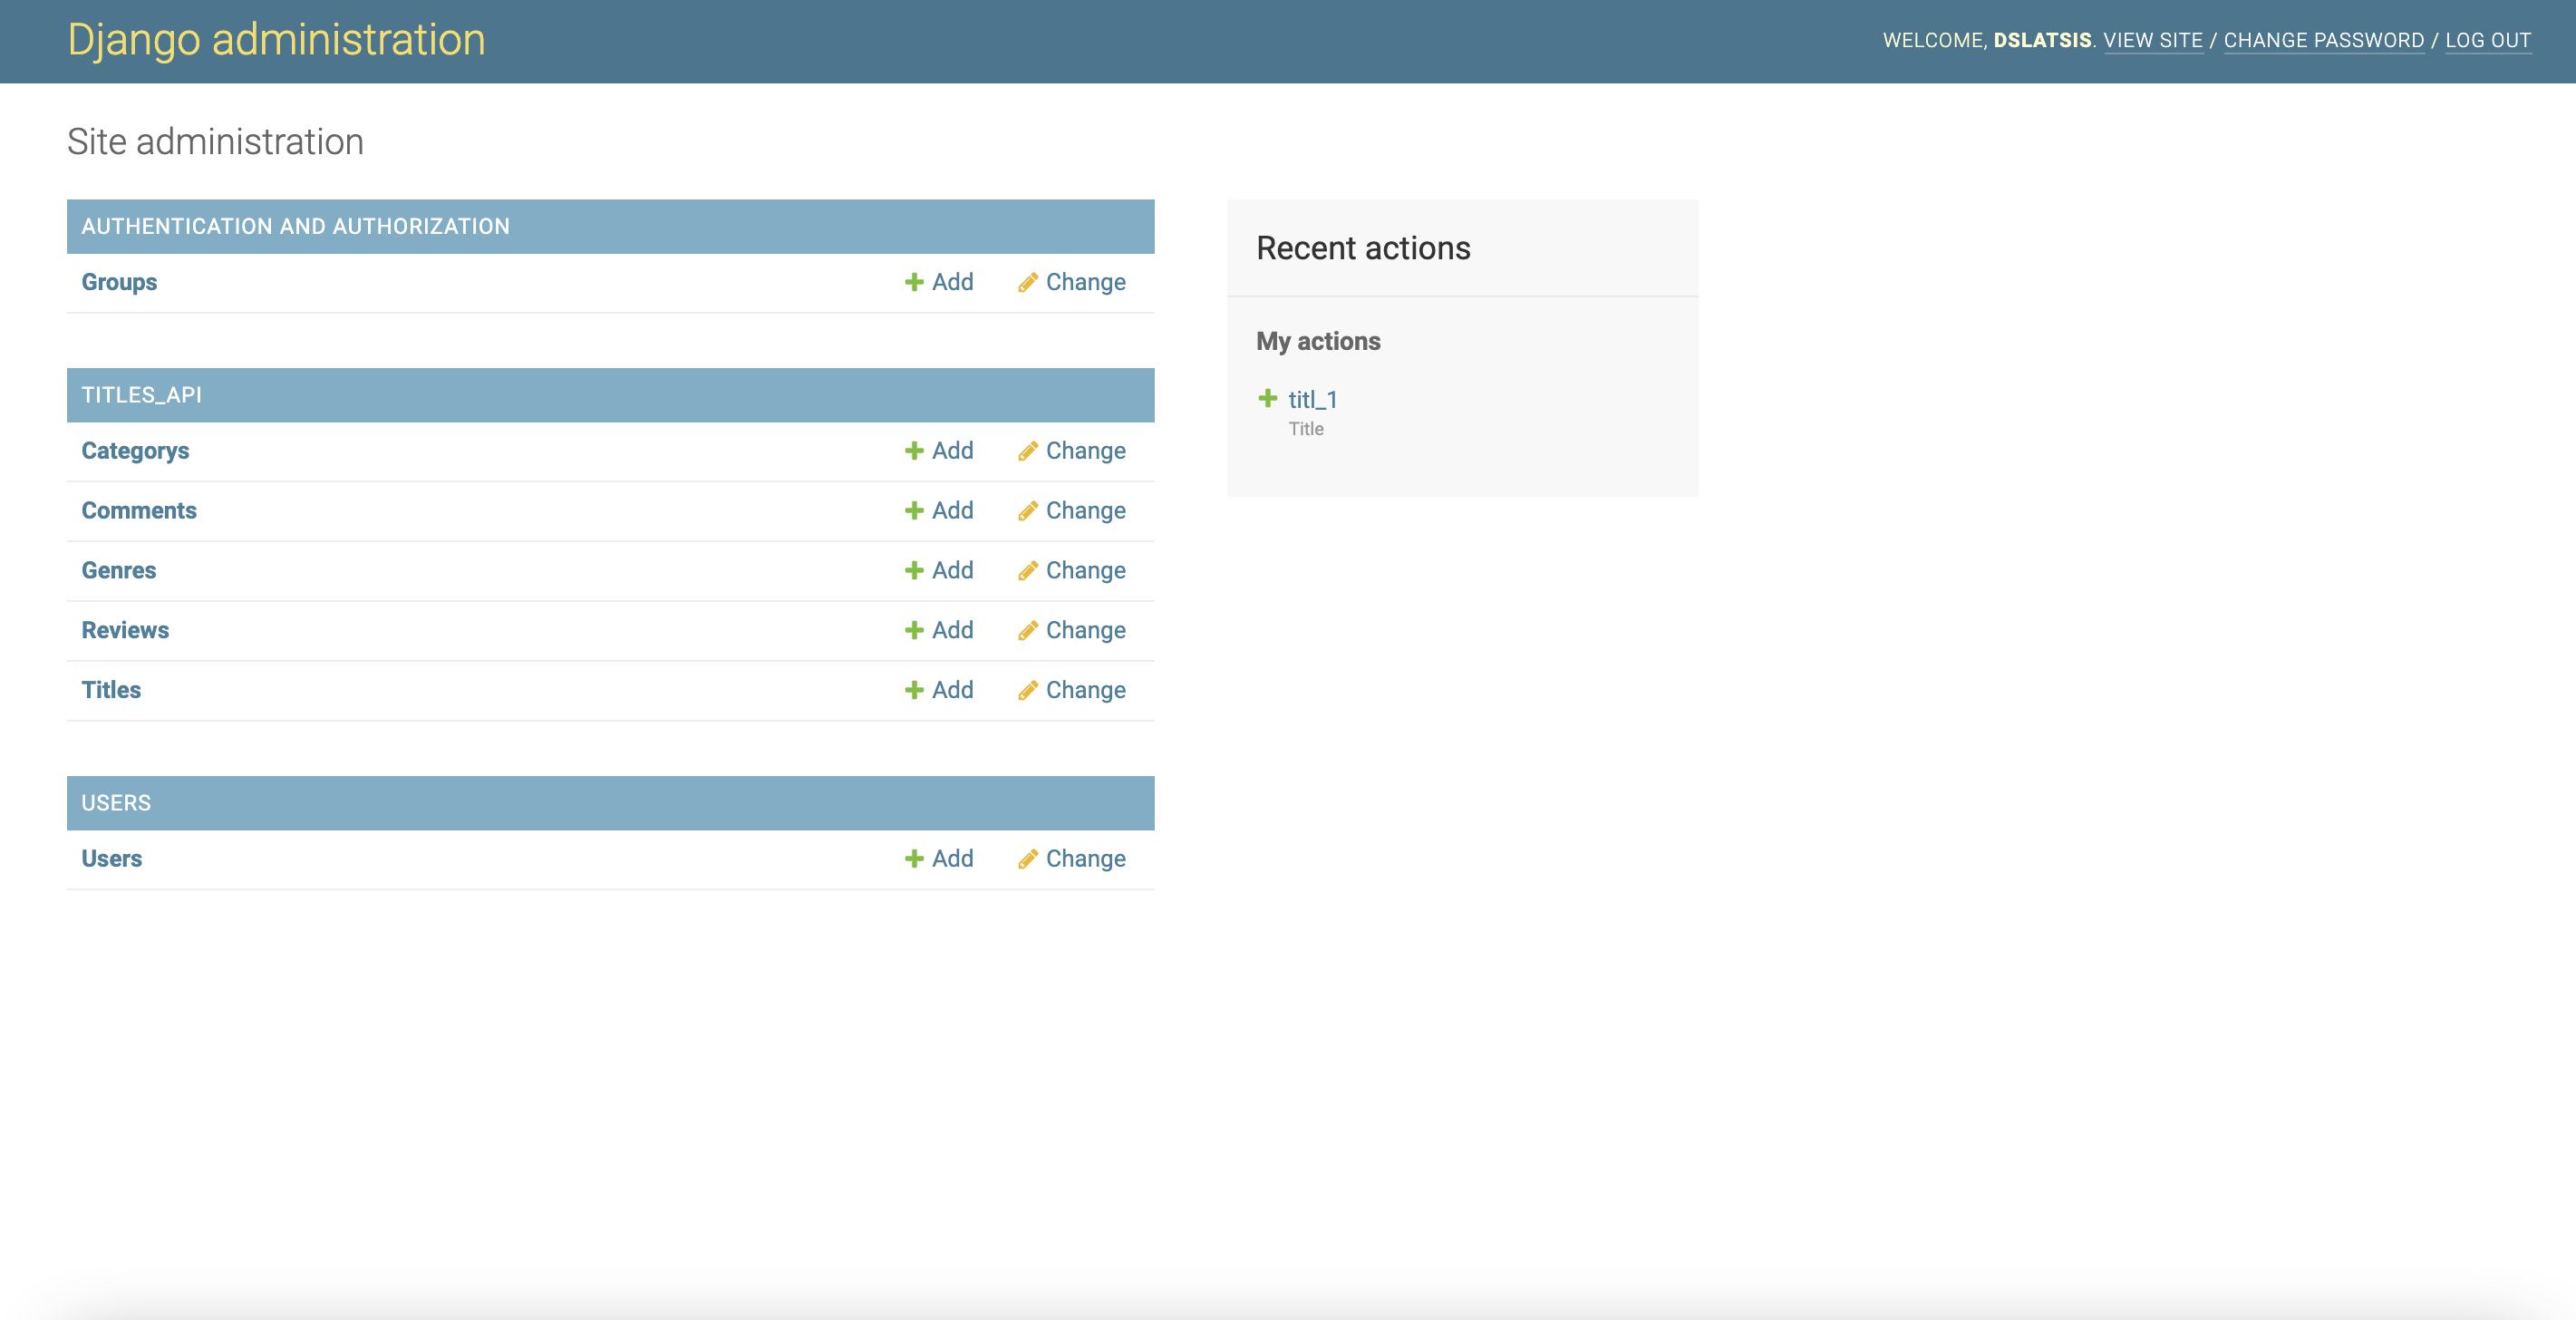 Django administration
WELCOME, DSLATSIS. VIEW SITE / CHANGE PASSWORD / LOG OUT
Site administration
AUTHENTICATION AND AUTHORIZATION
Groups Add Change
TITLES_API
Categorys Add Change
Comments Add Change
Genres Add Change
Reviews Add Change
Titles Add Change
USERS
Users Add Change
Recent actions
My actions
titl_1
Title